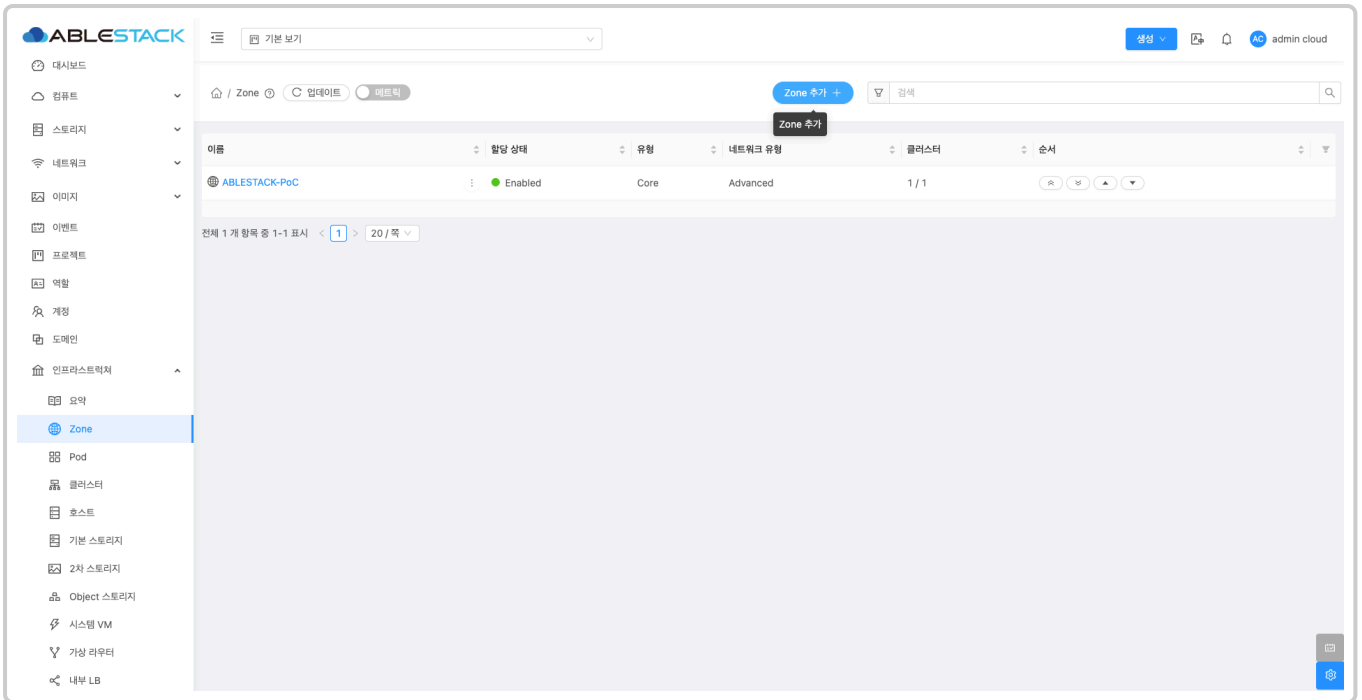 ABLESTACK
기본 보기
생성
AC admin cloud
대시보드
컴퓨트
스토리지
네트워크
이미지
이벤트
프로젝트
역할
계정
도메인
인프라스트럭쳐
요약
Zone
Pod
클러스터
호스트
기본 스토리지
2차 스토리지
Object 스토리지
시스템 VM
가상 라우터
내부 LB
/ Zone 업데이트 메트릭
Zone 추가 +
검색
Zone 추가
이름 할당 상태 유형 네트워크 유형 클러스터 순서
ABLESTACK-PoC Enabled Core Advanced 1 / 1
전체 1 개 항목 중 1-1 표시 < 1 > 20 / 쪽